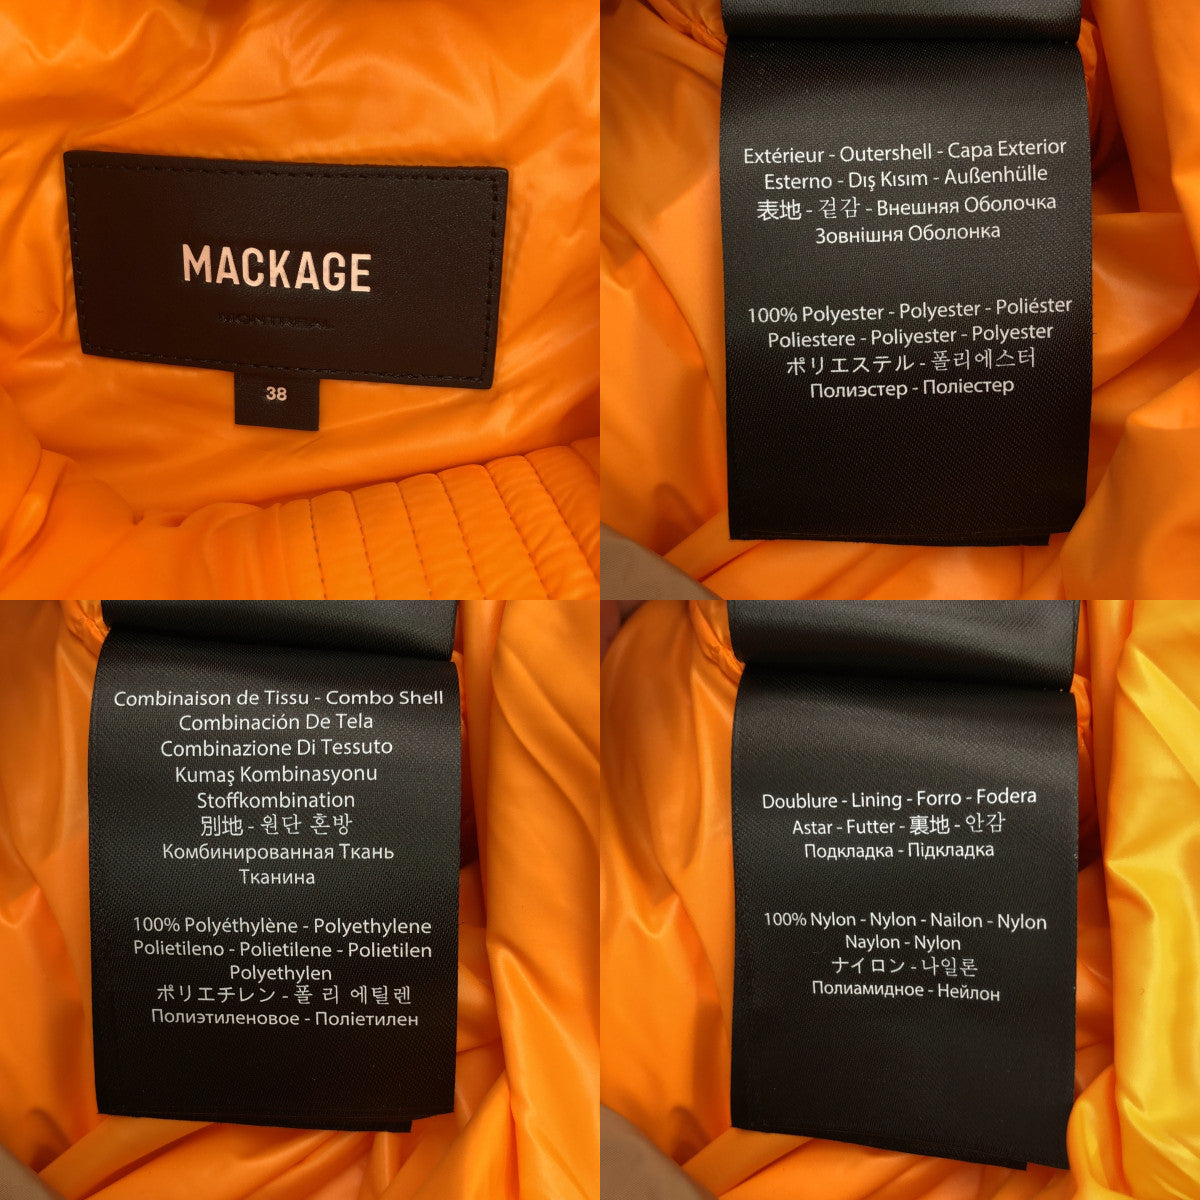 MACKAGE
MONTREAL
38
Extérieur - Outershell - Capa Exterior
Esterno - Dış Kısım - Außenhülle
表地 - 겉감 - Внешняя Оболочка
Зовнішня Оболонка
100% Polyester - Polyester - Poliéster
Poliestere - Poliyester - Polyester
ポリエステル - 폴리에스터
Полиэстер - Поліестер
Combinaison de Tissu - Combo Shell
Combinación De Tela
Combinazione Di Tessuto
Kumaş Kombinasyonu
Stoffkombination
別地 - 원단 혼방
Комбинированная Ткань
Тканина
100% Polyéthylène - Polyethylene
Polietileno - Polietilene - Polietilen
Polyethylen
ポリエチレン - 폴 리 에틸렌
Полиэтиленовое - Поліетилен
Doublure - Lining - Forro - Fodera
Astar - Futter - 裏地 - 안감
Подкладка - Підкладка
100% Nylon - Nylon - Nailon - Nylon
Naylon - Nylon
ナイロン - 나일론
Полиамидное - Нейлон